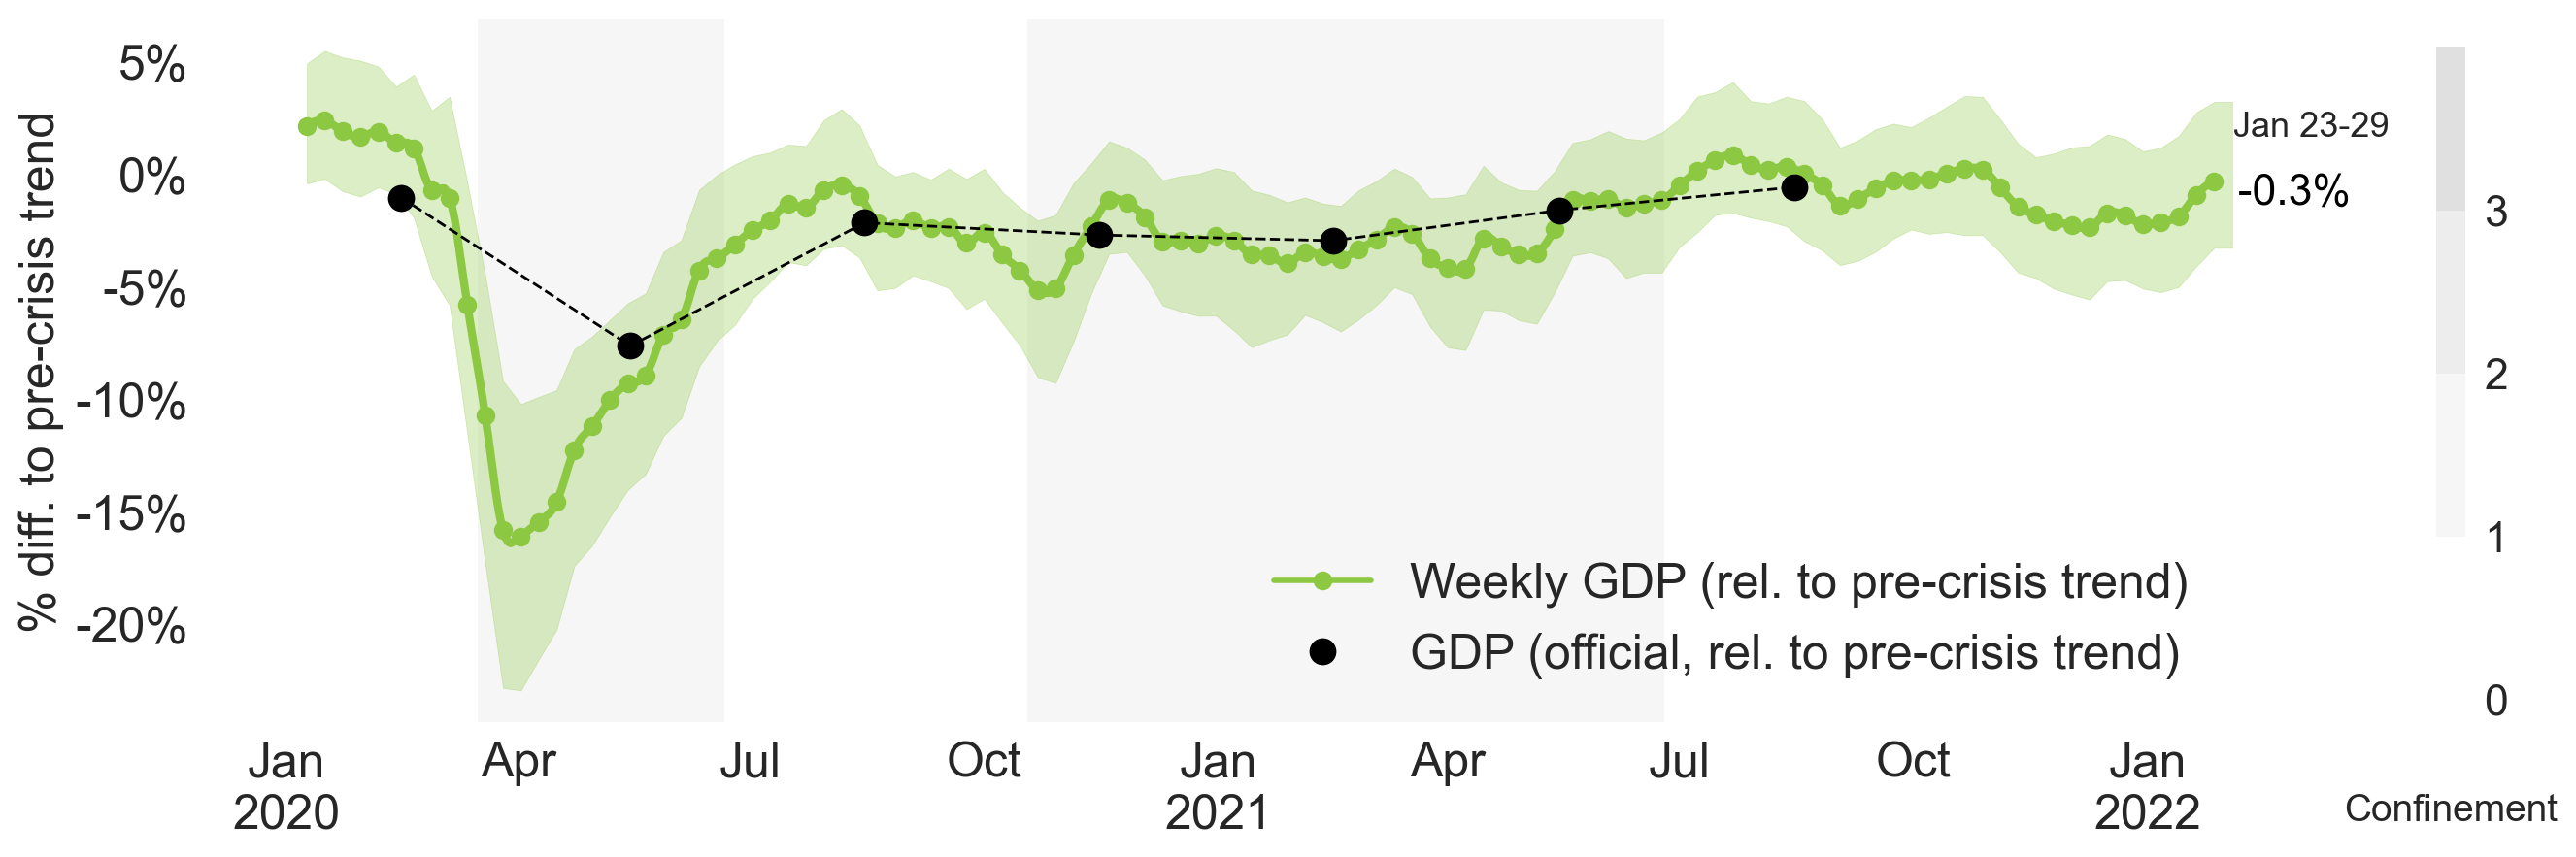 % diff. to pre-crisis trend
5%
0%
-5%
-10%
-15%
-20%
Jan 23-29
-0.3%
Weekly GDP (rel. to pre-crisis trend)
GDP (official, rel. to pre-crisis trend)
Jan Apr Jul Oct Jan Apr Jul Oct Jan
2020 2021 2022
3
2
1
0
Confinement